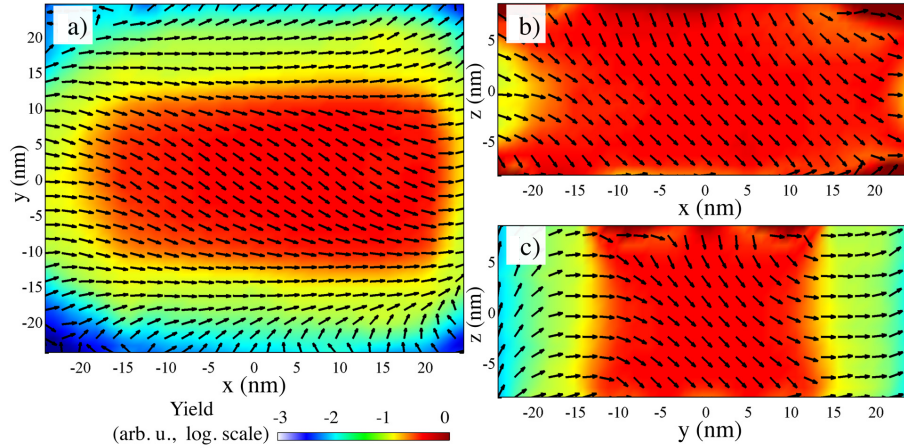 a)
y (nm)
20
15
10
5
0
-5
-10
-15
-20
-20 -15 -10 -5 0 5 10 15 20
x (nm)
b)
z (nm)
5
0
-5
-20 -15 -10 -5 0 5 10 15 20
x (nm)
c)
z (nm)
5
0
-5
-20 -15 -10 -5 0 5 10 15 20
y (nm)
Yield
(arb. u., log. scale)
-3 -2 -1 0